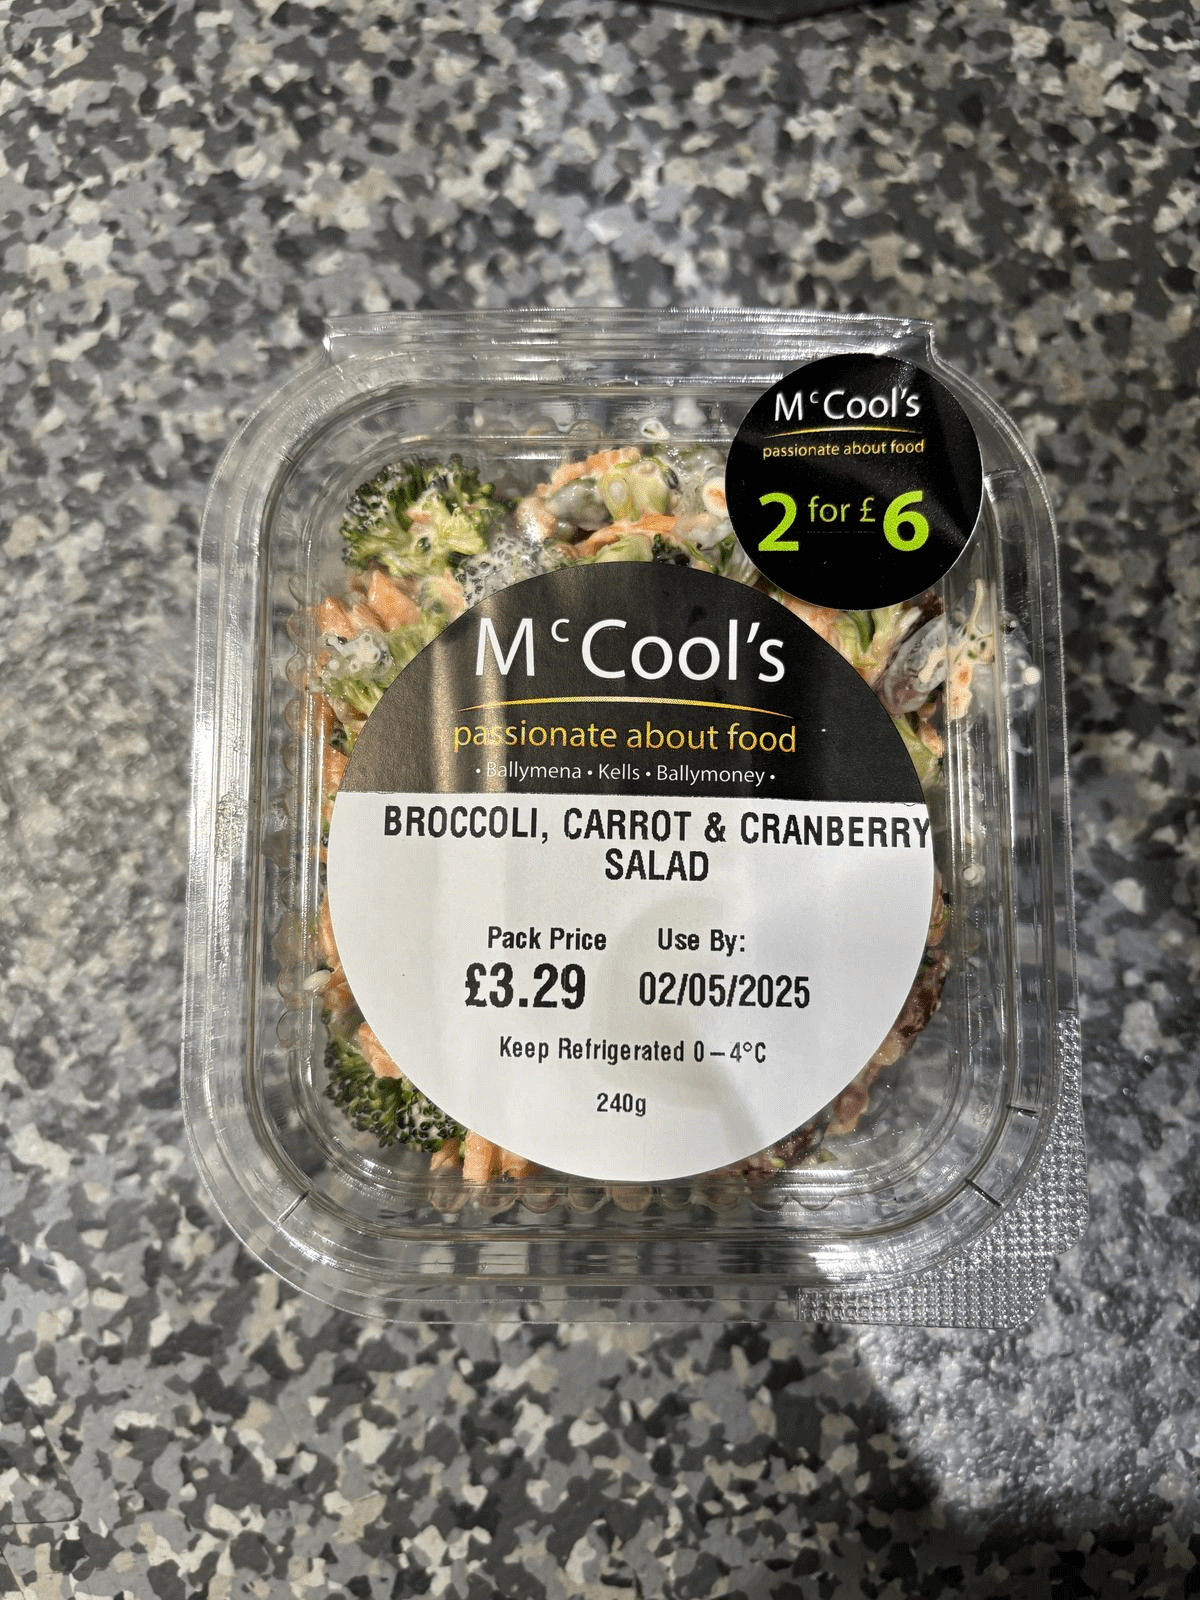 McCool's
passionate about food
2 for £6
McCool's
passionate about food
• Ballymena • Kells • Ballymoney •
BROCCOLI, CARROT & CRANBERRY
SALAD
Pack Price Use By:
£3.29 02/05/2025
Keep Refrigerated 0–4°C
240g